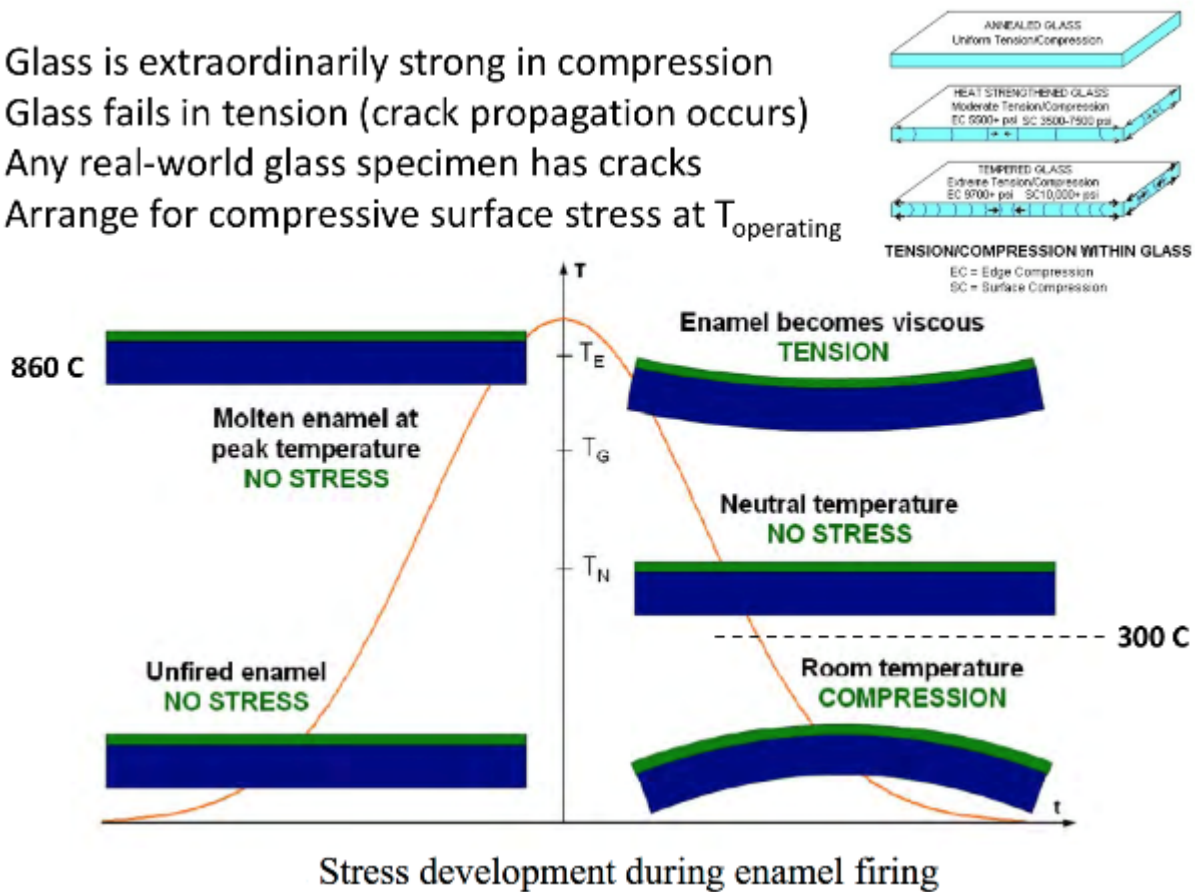 Glass is extraordinarily strong in compression
Glass fails in tension (crack propagation occurs)
Any real-world glass specimen has cracks
Arrange for compressive surface stress at Toperating
ANNEALED GLASS
Uniform Tension/Compression
HEAT STRENGTHENED GLASS
Moderate Tension/Compression
EC 5500+ psi SC 3500-7500 psi
TEMPERED GLASS
Extreme Tension/Compression
EC 9700+ psi SC10,000+ psi
TENSION/COMPRESSION WITHIN GLASS
EC = Edge Compression
SC = Surface Compression
T
860 C
Molten enamel at
peak temperature
NO STRESS
TE
Enamel becomes viscous
TENSION
TG
Neutral temperature
NO STRESS
TN
300 C
Unfired enamel
NO STRESS
Room temperature
COMPRESSION
t
Stress development during enamel firing